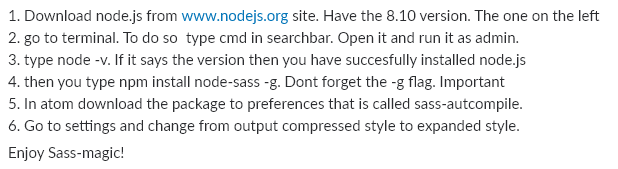 1. Download node.js from www.nodejs.org site. Have the 8.10 version. The one on the left
2. go to terminal. To do so  type cmd in searchbar. Open it and run it as admin.
3. type node -v. If it says the version then you have succesfully installed node.js
4. then you type npm install node-sass -g. Dont forget the -g flag. Important
5. In atom download the package to preferences that is called sass-autcompile.
6. Go to settings and change from output compressed style to expanded style.
Enjoy Sass-magic!